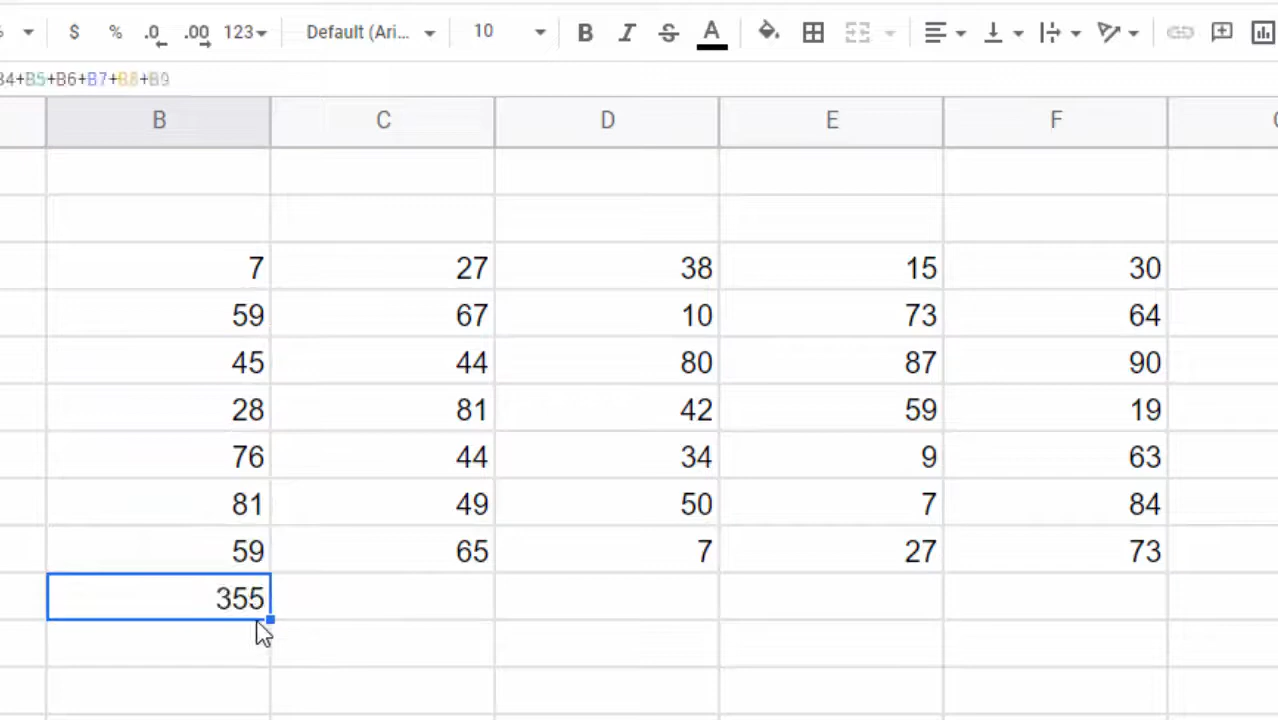 $ % .0 .00 123 Default (Ari... 10 B I S A
B4+B5+B6+B7+B8+B9
B C D E F
7 27 38 15 30
59 67 10 73 64
45 44 80 87 90
28 81 42 59 19
76 44 34 9 63
81 49 50 7 84
59 65 7 27 73
355